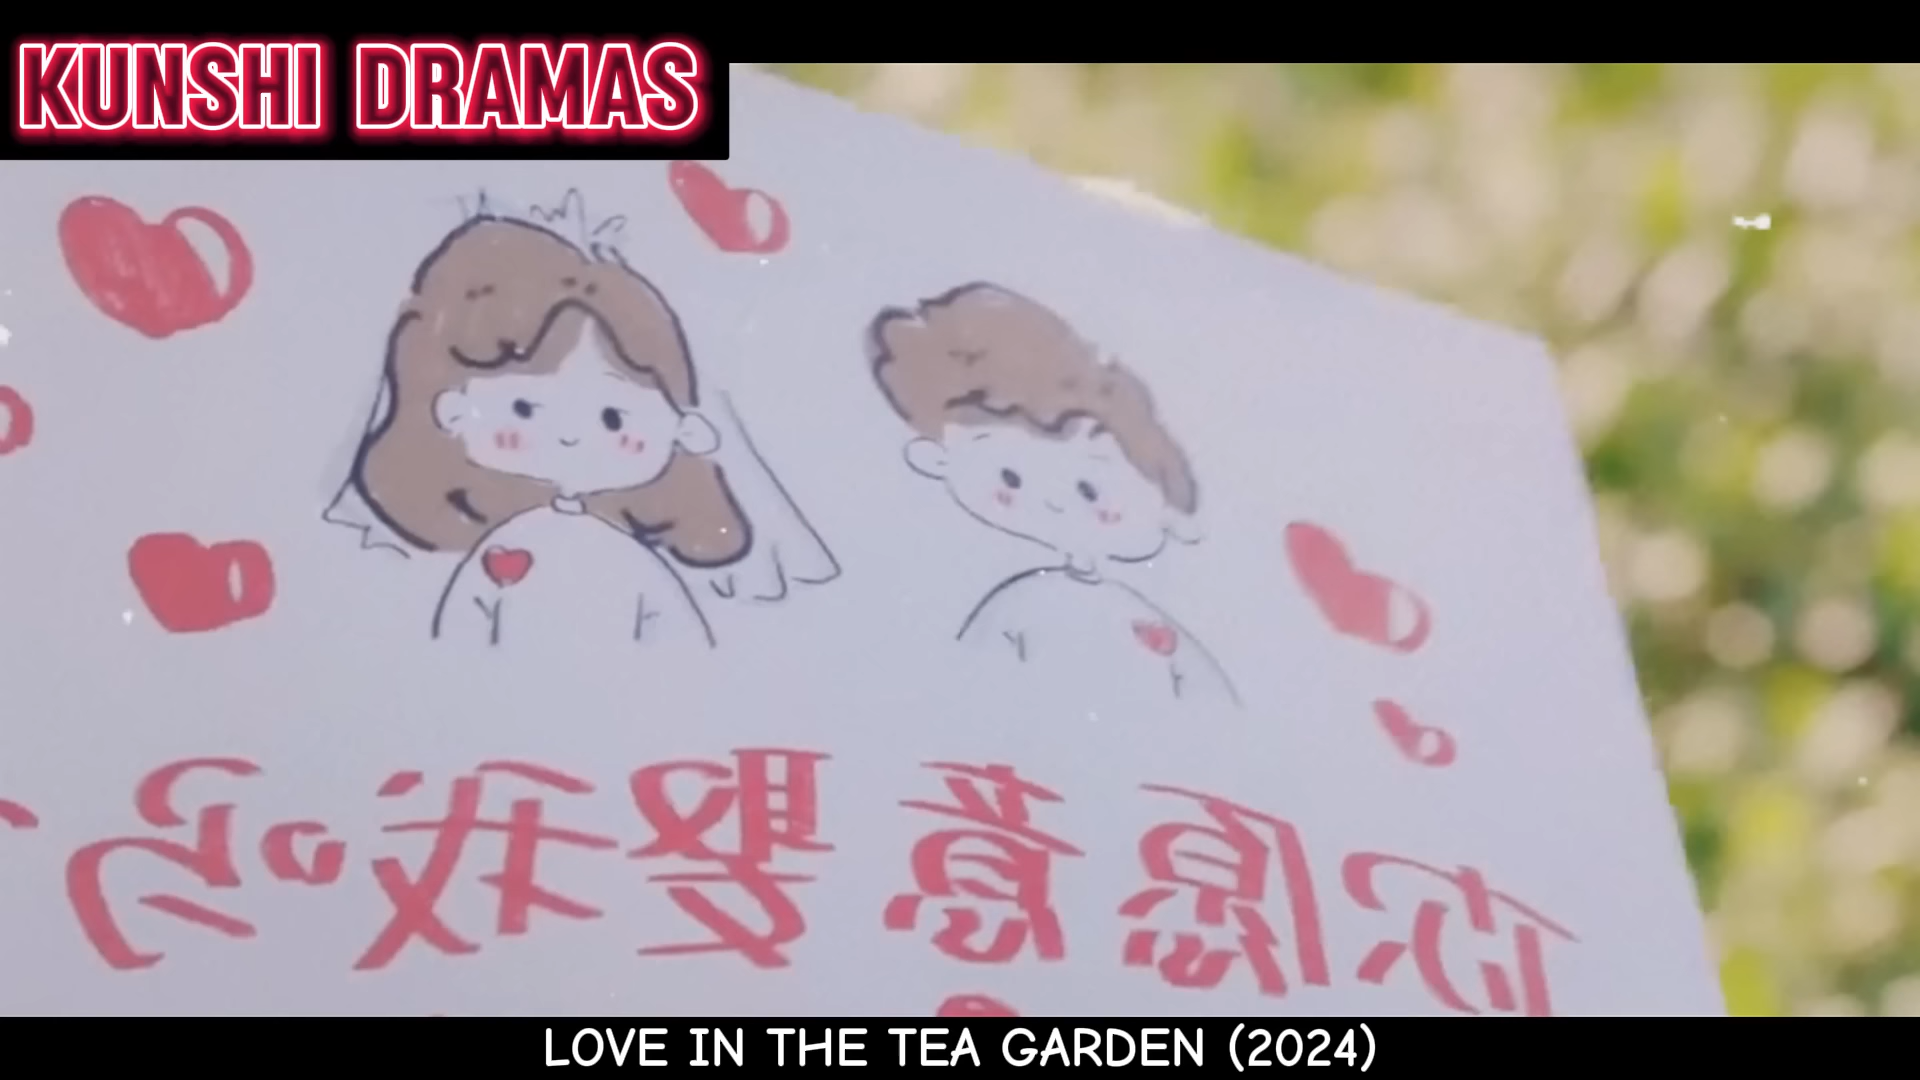 KUNSHI DRAMAS
你愿意娶我吗
LOVE IN THE TEA GARDEN (2024)